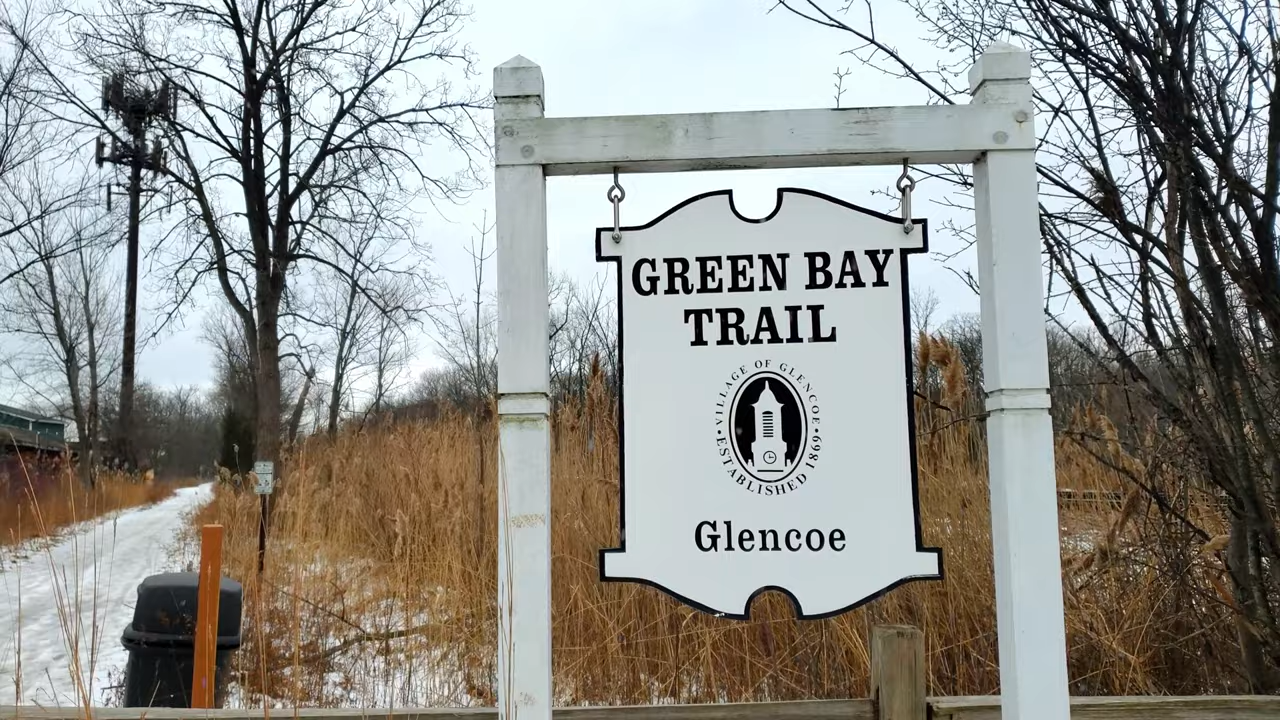 GREEN BAY
TRAIL
•VILLAGE OF GLENCOE•
ESTABLISHED 1869
Glencoe